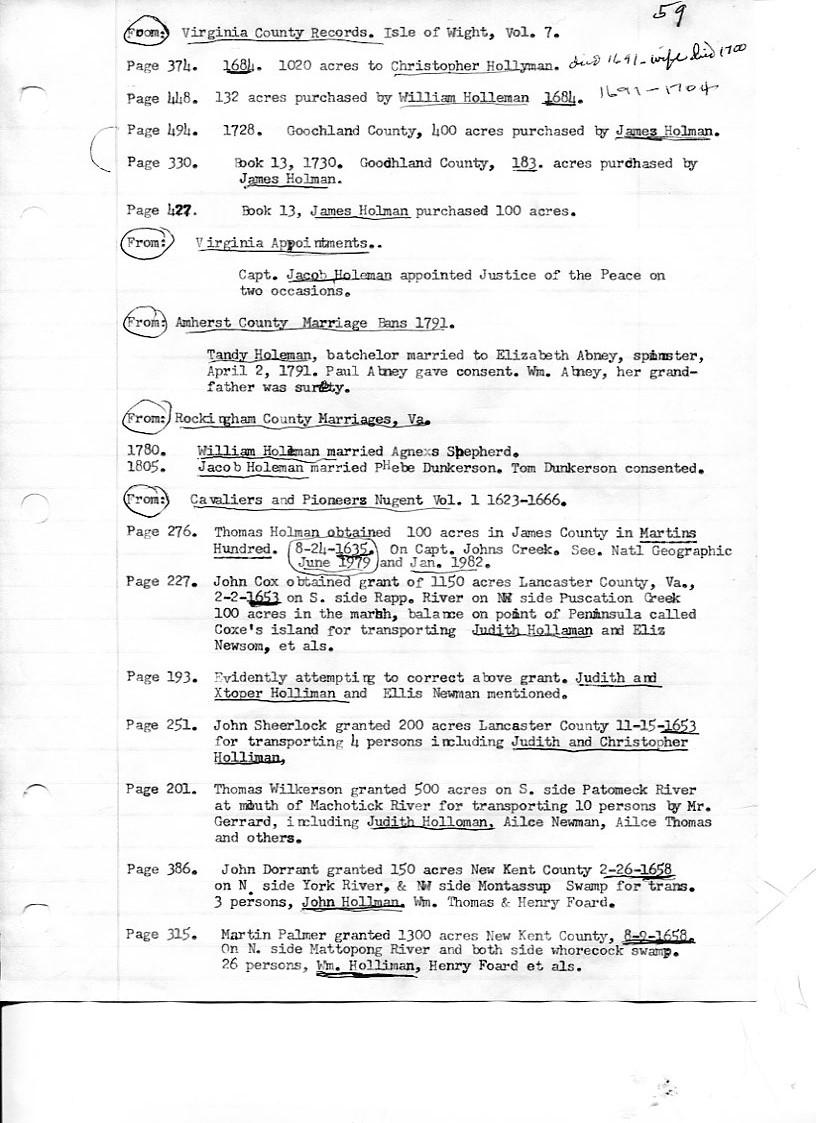 59
From: Virginia County Records. Isle of Wight, Vol. 7.
Page 374. 1684. 1020 acres to Christopher Hollyman. died 1691 - wife died 1700
Page 448. 132 acres purchased by William Holleman 1684. 1691 - 1704
Page 494. 1728. Goochland County, 400 acres purchased by James Holman.
Page 330. Book 13, 1730. Goodhland County, 183. acres purchased by
James Holman.
Page 427. Book 13, James Holman purchased 100 acres.
From: Virginia Appointments..
Capt. Jacob Holeman appointed Justice of the Peace on
two occasions.
From: Amherst County Marriage Bans 1791.
Tandy Holeman, batchelor married to Elizabeth Abney, spinster,
April 2, 1791. Paul Abney gave consent. Wm. Abney, her grand-
father was surety.
From: Rockingham County Marriages, Va.
1780. William Holman married Agness Shepherd.
1805. Jacob Holeman married PHebe Dunkerson. Tom Dunkerson consented.
From: Cavaliers and Pioneers Nugent Vol. 1 1623-1666.
Page 276. Thomas Holman obtained 100 acres in James County in Martins
Hundred. 8-24-1635. On Capt. Johns Creek. See. Natl Geographic
June 1979 and Jan. 1982.
Page 227. John Cox obtained grant of 1150 acres Lancaster County, Va.,
2-2-1653 on S. side Rapp. River on NW side Puscation Creek
100 acres in the marsh, balance on point of Peninsula called
Coxe's island for transporting Judith Hollaman and Eliz
Newsom, et als.
Page 193. Evidently attempting to correct above grant. Judith and
Xtoper Holliman and Ellis Newman mentioned.
Page 251. John Sheerlock granted 200 acres Lancaster County 11-15-1653
for transporting 4 persons including Judith and Christopher
Holliman,
Page 201. Thomas Wilkerson granted 500 acres on S. side Patomeck River
at mouth of Machotick River for transporting 10 persons by Mr.
Gerrard, including Judith Holloman, Ailce Newman, Ailce Thomas
and others.
Page 386. John Dorrant granted 150 acres New Kent County 2-26-1658
on N. side York River, & NW side Montassup Swamp for trans.
3 persons, John Hollman. Wm. Thomas & Henry Foard.
Page 315. Martin Palmer granted 1300 acres New Kent County, 8-9-1658.
On N. side Mattopong River and both side whorecock swamp.
26 persons, Wm. Holliman, Henry Foard et als.